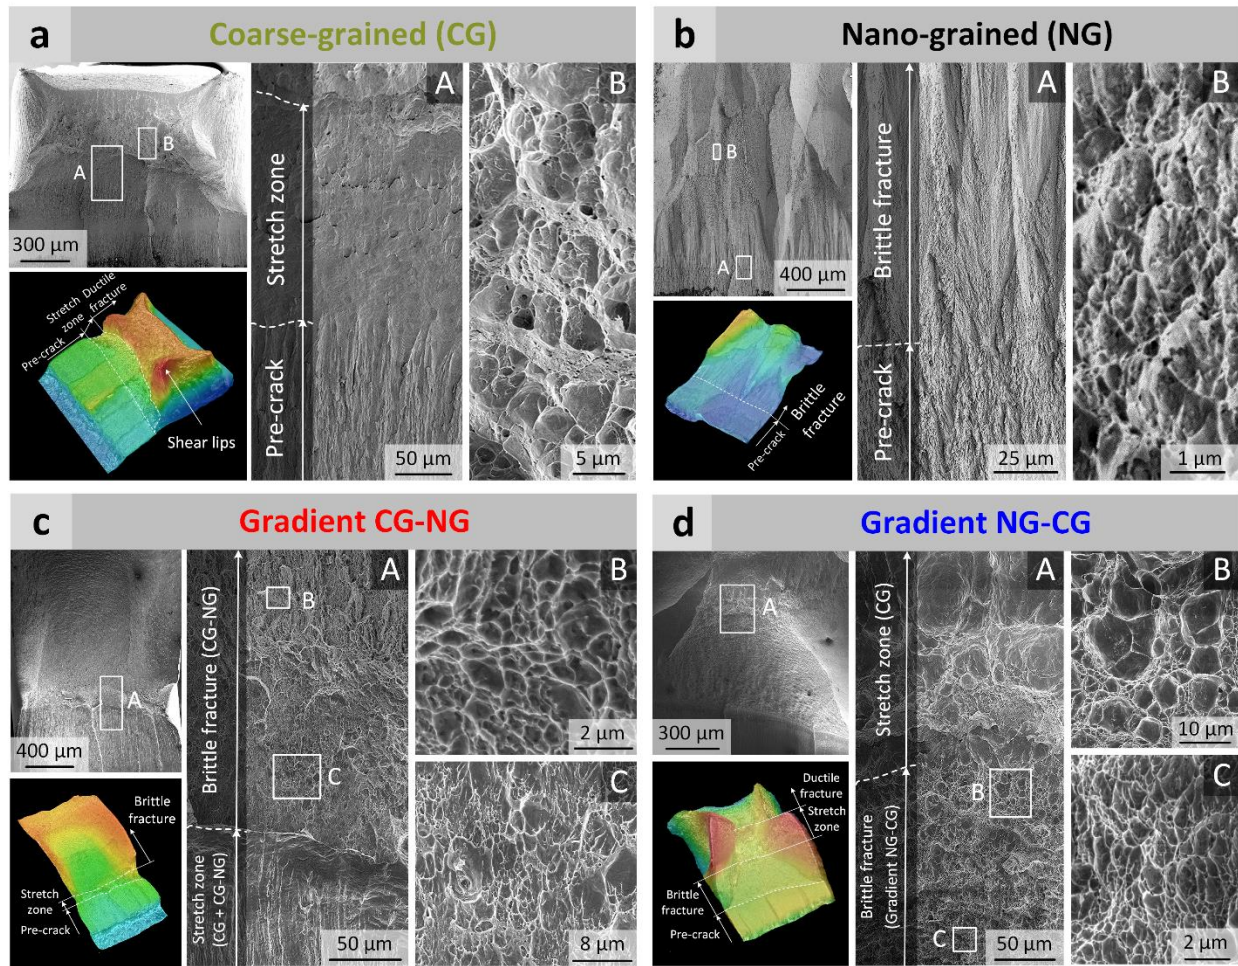 a
Coarse-grained (CG)
A
B
300 µm
Stretch zone
Pre-crack
A
50 µm
B
5 µm
Pre-crack
Stretch
zone
Ductile
fracture
Shear lips
b
Nano-grained (NG)
B
A
400 µm
Brittle fracture
Pre-crack
A
25 µm
B
1 µm
Pre-crack
Brittle
fracture
c
Gradient CG-NG
A
400 µm
Brittle fracture (CG-NG)
Stretch zone
(CG + CG-NG)
A
B
C
50 µm
B
2 µm
C
8 µm
Brittle
fracture
Stretch
zone
Pre-crack
d
Gradient NG-CG
A
300 µm
Stretch zone (CG)
Brittle fracture
(Gradient NG-CG)
A
B
C
50 µm
B
10 µm
C
2 µm
Ductile
fracture
Stretch
zone
Brittle
fracture
Pre-crack